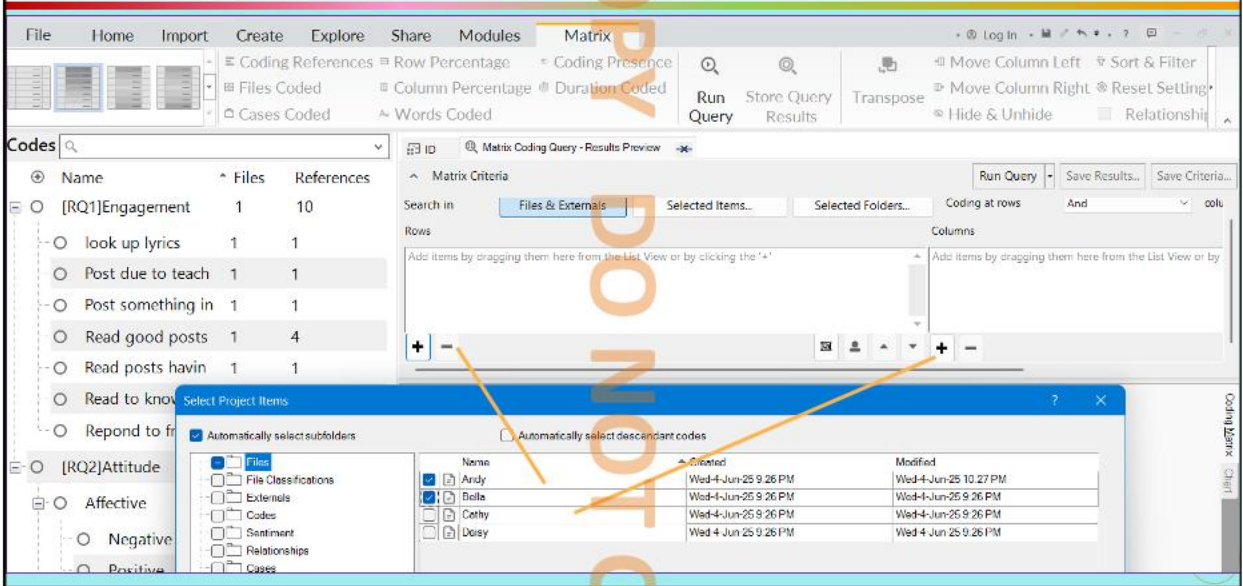 File Home Import Create Explore Share Modules Matrix Log In ?
Coding References Row Percentage Coding Presence Move Column Left Sort & Filter
Files Coded Column Percentage Duration Coded Run Query Store Query Results Transpose Move Column Right Reset Setting
Cases Coded Words Coded Hide & Unhide Relationship
Codes ID Matrix Coding Query - Results Preview
Name Files References Matrix Criteria Run Query Save Results... Save Criteria...
[RQ1]Engagement 1 10 Search in Files & Externals Selected Items... Selected Folders... Coding at rows And colu
Rows Columns
look up lyrics 1 1
Add items by dragging them here from the List View or by clicking the '+' Add items by dragging them here from the List View or by
Post due to teach 1 1
Post something in 1 1
Read good posts 1 4
Read posts havin 1 1
Read to know
Repond to fr
[RQ2]Attitude
Affective
Negative
Positive
Select Project Items ?
Automatically select subfolders Automatically select descendant codes
Files Name Created Modified
File Classifications Andy Wed-4-Jun-25 9:26 PM Wed-4-Jun-25 10:27 PM
Externals Bella Wed-4-Jun-25 9:26 PM Wed-4-Jun-25 9:26 PM
Codes Cathy Wed-4-Jun-25 9:26 PM Wed-4-Jun-25 9:26 PM
Sentiment Daisy Wed-4-Jun-25 9:26 PM Wed-4-Jun-25 9:26 PM
Relationships
Cases
Coding Matrix
Chart
DO NOT